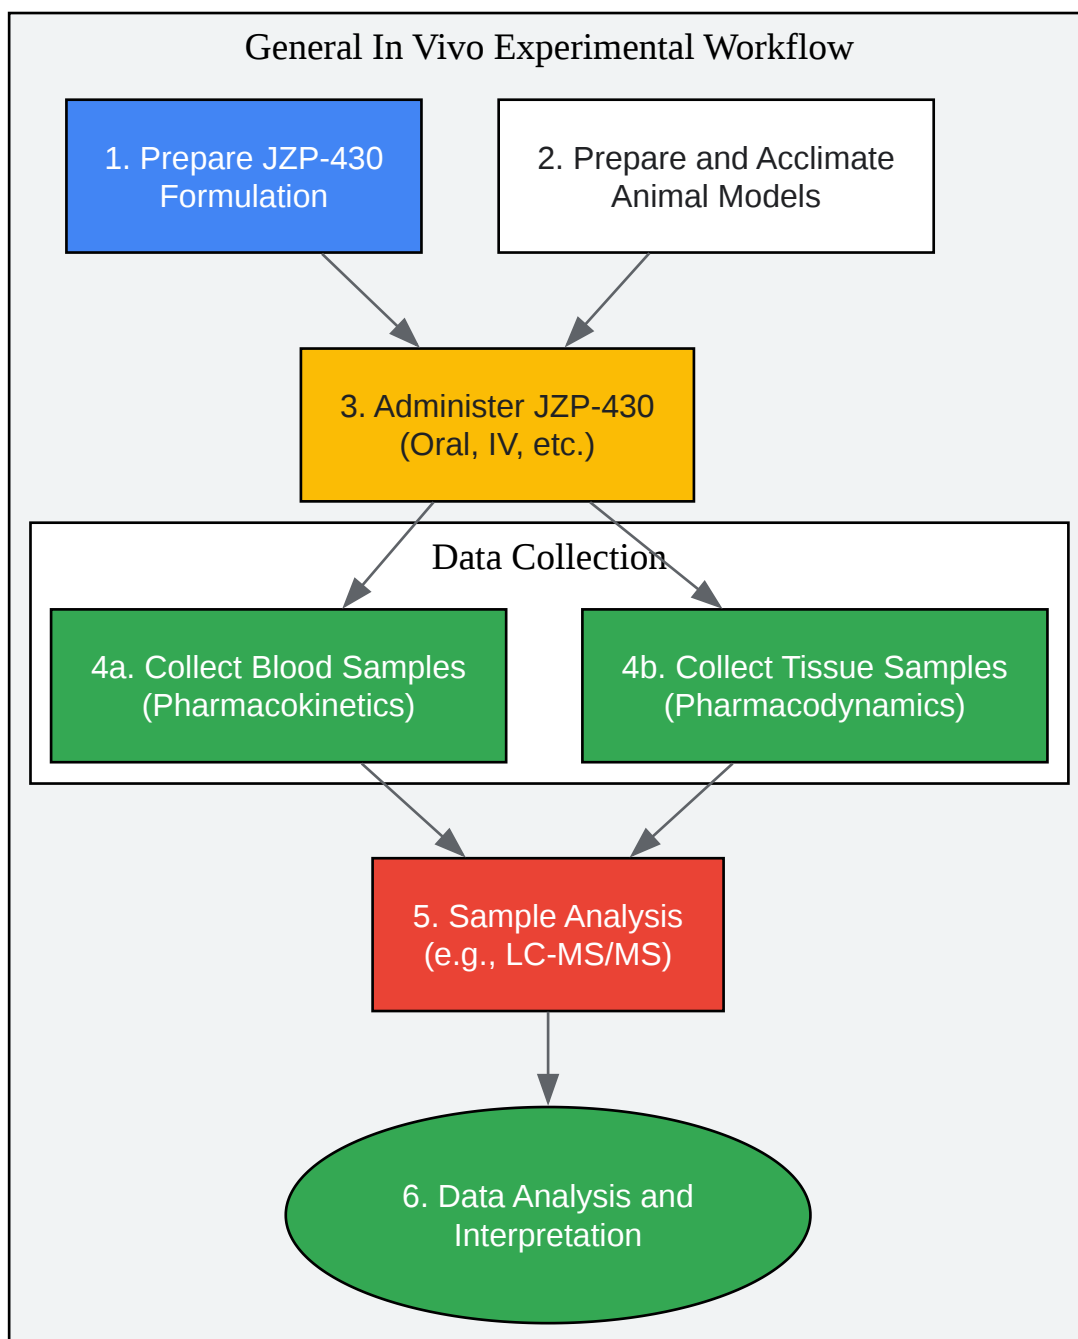 General In Vivo Experimental Workflow
1. Prepare JZP-430
Formulation
2. Prepare and Acclimate
Animal Models
3. Administer JZP-430
(Oral, IV, etc.)
Data Collection
4a. Collect Blood Samples
(Pharmacokinetics)
4b. Collect Tissue Samples
(Pharmacodynamics)
5. Sample Analysis
(e.g., LC-MS/MS)
6. Data Analysis and
Interpretation